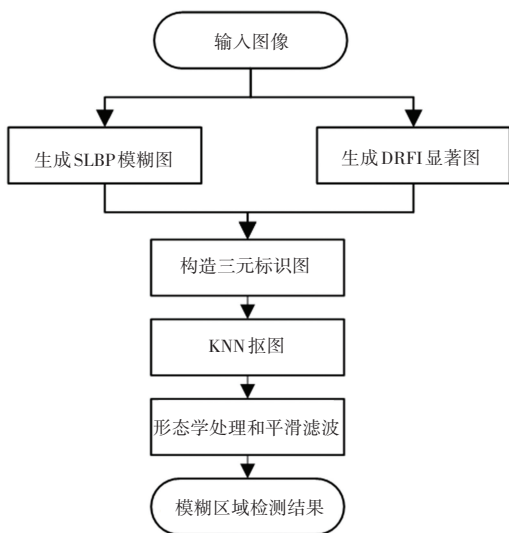 输入图像
生成SLBP模糊图
生成DRFI显著图
构造三元标识图
KNN抠图
形态学处理和平滑滤波
模糊区域检测结果